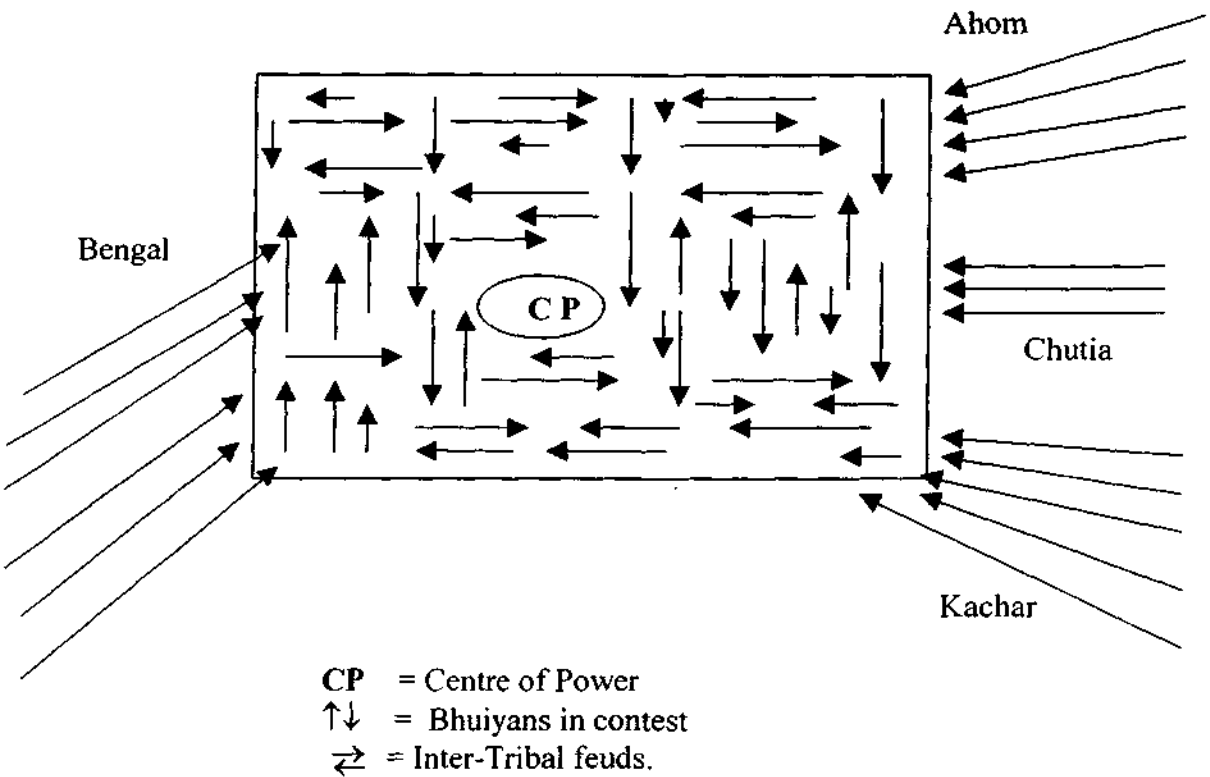 Ahom
Bengal
C P
Chutia
Kachar
CP = Centre of Power
↑↓ = Bhuiyans in contest
⇄ = Inter-Tribal feuds.